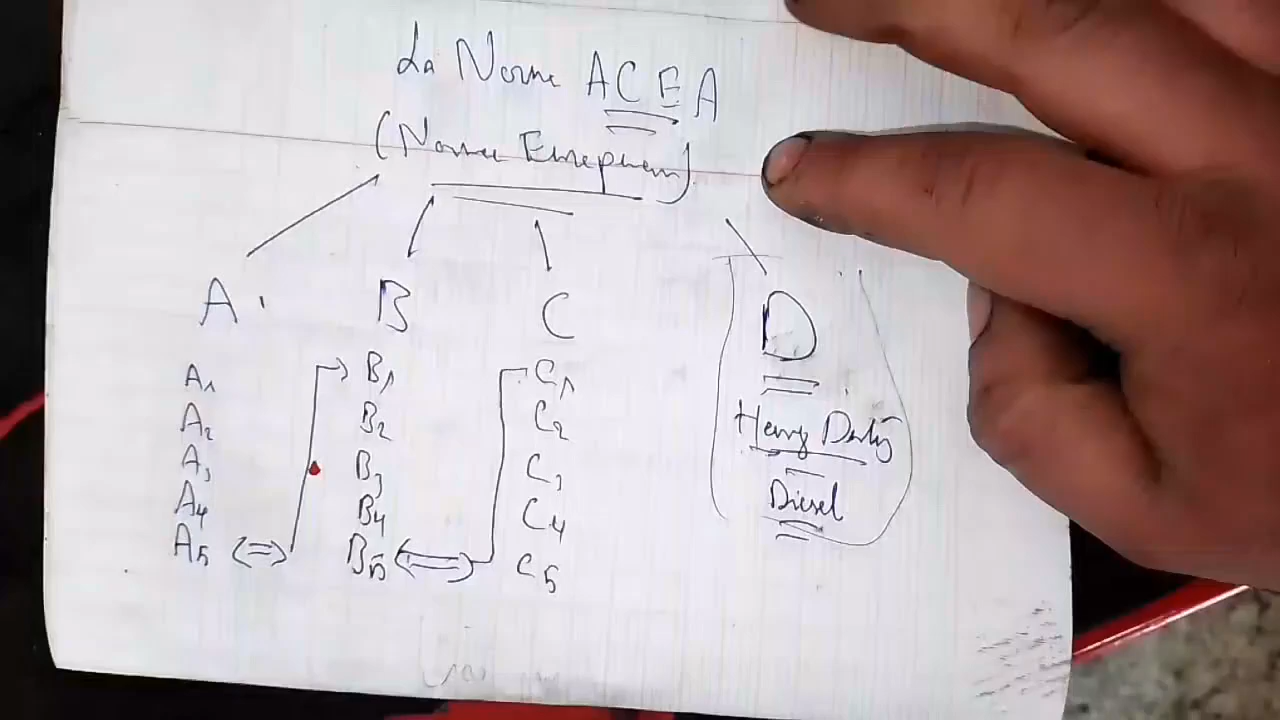 La Norme ACEA
(Norme Européen)
A B C D
A1 B1 C1
A2 B2 C2
A3 B3 C3
A4 B4 C4
A5 <=> B5 <=> C5
Heavy Duty
Diesel